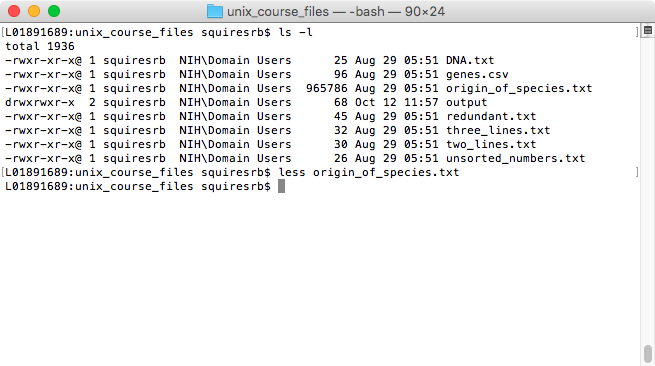 unix_course_files — -bash — 90×24
[L01891689:unix_course_files squiresrb$ ls -l ]
total 1936
-rwxr-xr-x@ 1 squiresrb  NIH\Domain Users      25 Aug 29 05:51 DNA.txt
-rwxr-xr-x@ 1 squiresrb  NIH\Domain Users      96 Aug 29 05:51 genes.csv
-rwxr-xr-x@ 1 squiresrb  NIH\Domain Users  965786 Aug 29 05:51 origin_of_species.txt
drwxrwxr-x  2 squiresrb  NIH\Domain Users      68 Oct 12 11:57 output
-rwxr-xr-x@ 1 squiresrb  NIH\Domain Users      45 Aug 29 05:51 redundant.txt
-rwxr-xr-x@ 1 squiresrb  NIH\Domain Users      32 Aug 29 05:51 three_lines.txt
-rwxr-xr-x@ 1 squiresrb  NIH\Domain Users      30 Aug 29 05:51 two_lines.txt
-rwxr-xr-x@ 1 squiresrb  NIH\Domain Users      26 Aug 29 05:51 unsorted_numbers.txt
[L01891689:unix_course_files squiresrb$ less origin_of_species.txt ]
L01891689:unix_course_files squiresrb$